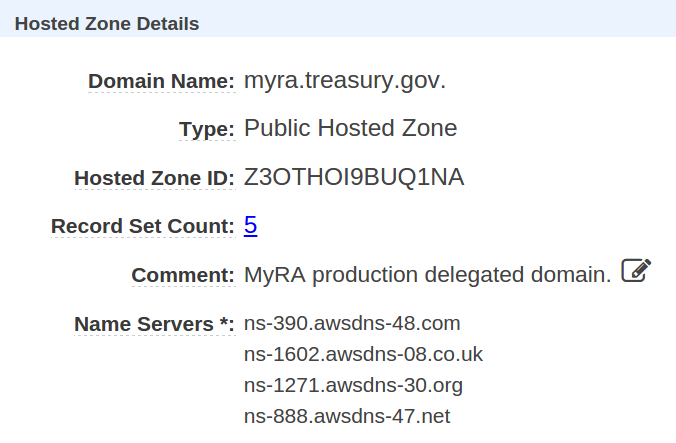 Hosted Zone Details
Domain Name: myra.treasury.gov.
Type: Public Hosted Zone
Hosted Zone ID: Z3OTHOI9BUQ1NA
Record Set Count: 5
Comment: MyRA production delegated domain.
Name Servers *: ns-390.awsdns-48.com
ns-1602.awsdns-08.co.uk
ns-1271.awsdns-30.org
ns-888.awsdns-47.net